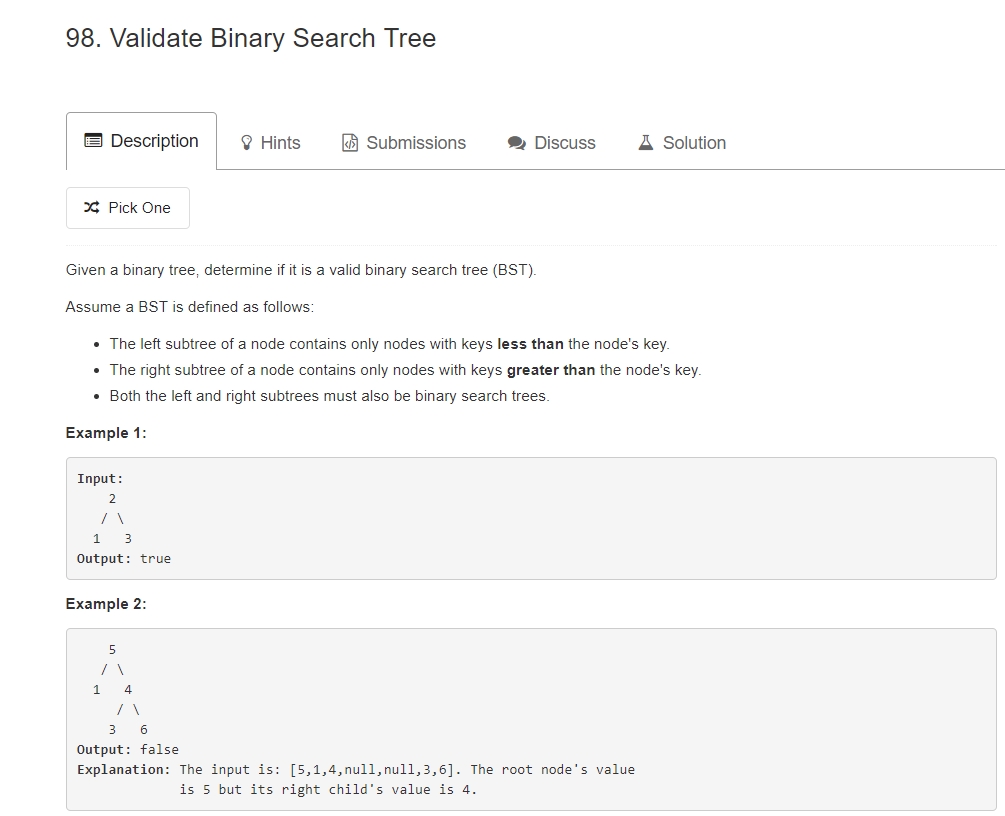 98. Validate Binary Search Tree
Description Hints Submissions Discuss Solution
Pick One
Given a binary tree, determine if it is a valid binary search tree (BST).
Assume a BST is defined as follows:
• The left subtree of a node contains only nodes with keys less than the node's key.
• The right subtree of a node contains only nodes with keys greater than the node's key.
• Both the left and right subtrees must also be binary search trees.
Example 1:
Input:
    2
   / \
  1   3
Output: true
Example 2:
    5
   / \
  1   4
     / \
    3   6
Output: false
Explanation: The input is: [5,1,4,null,null,3,6]. The root node's value
             is 5 but its right child's value is 4.